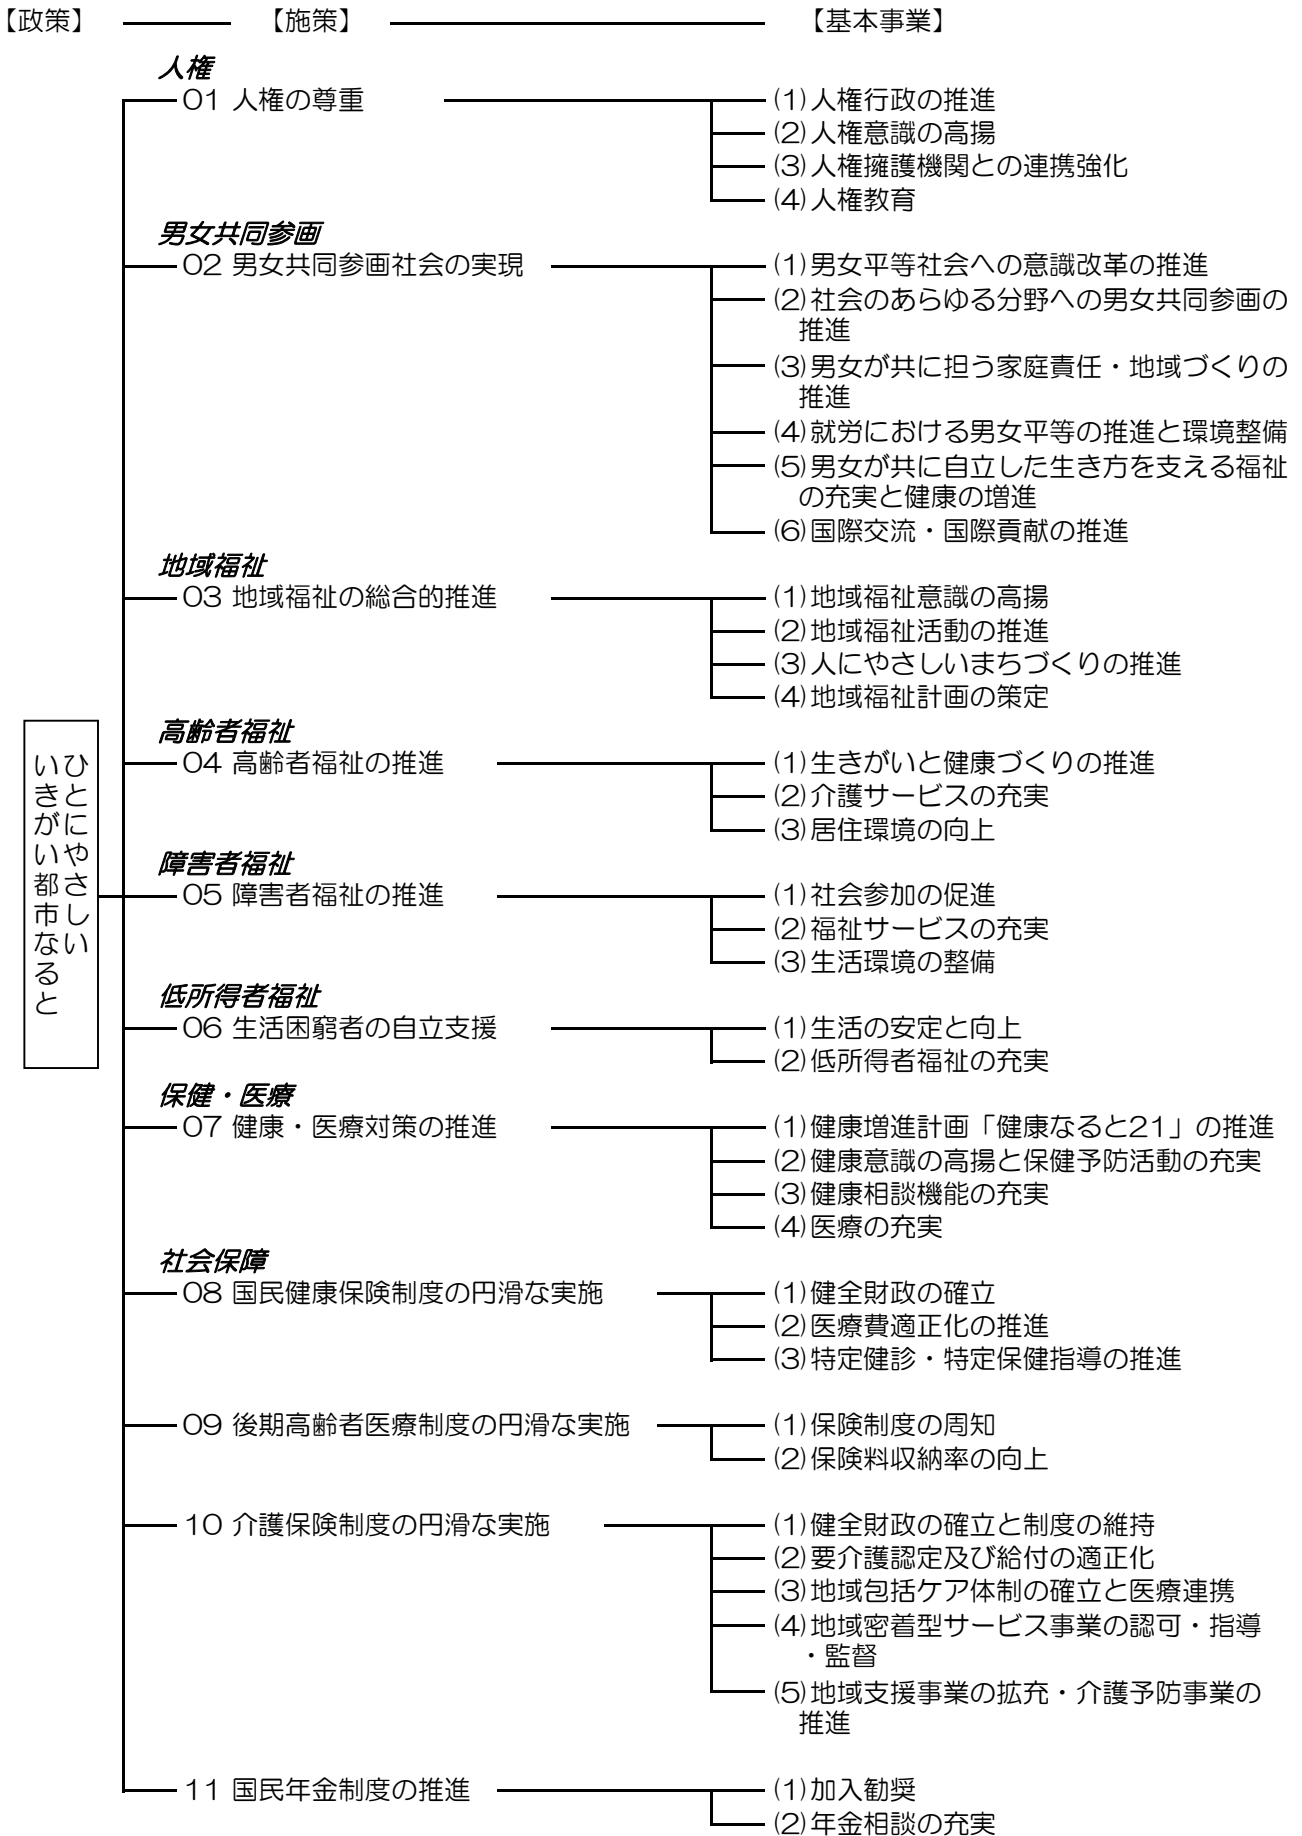 【政策】 【施策】 【基本事業】
人権
01 人権の尊重
(1)人権行政の推進
(2)人権意識の高揚
(3)人権擁護機関との連携強化
(4)人権教育
男女共同参画
02 男女共同参画社会の実現
(1)男女平等社会への意識改革の推進
(2)社会のあらゆる分野への男女共同参画の
推進
(3)男女が共に担う家庭責任・地域づくりの
推進
(4)就労における男女平等の推進と環境整備
(5)男女が共に自立した生き方を支える福祉
の充実と健康の増進
(6)国際交流・国際貢献の推進
地域福祉
03 地域福祉の総合的推進
(1)地域福祉意識の高揚
(2)地域福祉活動の推進
(3)人にやさしいまちづくりの推進
(4)地域福祉計画の策定
ひとにやさしい
いきがい都市なると
高齢者福祉
04 高齢者福祉の推進
(1)生きがいと健康づくりの推進
(2)介護サービスの充実
(3)居住環境の向上
障害者福祉
05 障害者福祉の推進
(1)社会参加の促進
(2)福祉サービスの充実
(3)生活環境の整備
低所得者福祉
06 生活困窮者の自立支援
(1)生活の安定と向上
(2)低所得者福祉の充実
保健・医療
07 健康・医療対策の推進
(1)健康増進計画「健康なると21」の推進
(2)健康意識の高揚と保健予防活動の充実
(3)健康相談機能の充実
(4)医療の充実
社会保障
08 国民健康保険制度の円滑な実施
(1)健全財政の確立
(2)医療費適正化の推進
(3)特定健診・特定保健指導の推進
09 後期高齢者医療制度の円滑な実施
(1)保険制度の周知
(2)保険料収納率の向上
10 介護保険制度の円滑な実施
(1)健全財政の確立と制度の維持
(2)要介護認定及び給付の適正化
(3)地域包括ケア体制の確立と医療連携
(4)地域密着型サービス事業の認可・指導
・監督
(5)地域支援事業の拡充・介護予防事業の
推進
11 国民年金制度の推進
(1)加入勧奨
(2)年金相談の充実